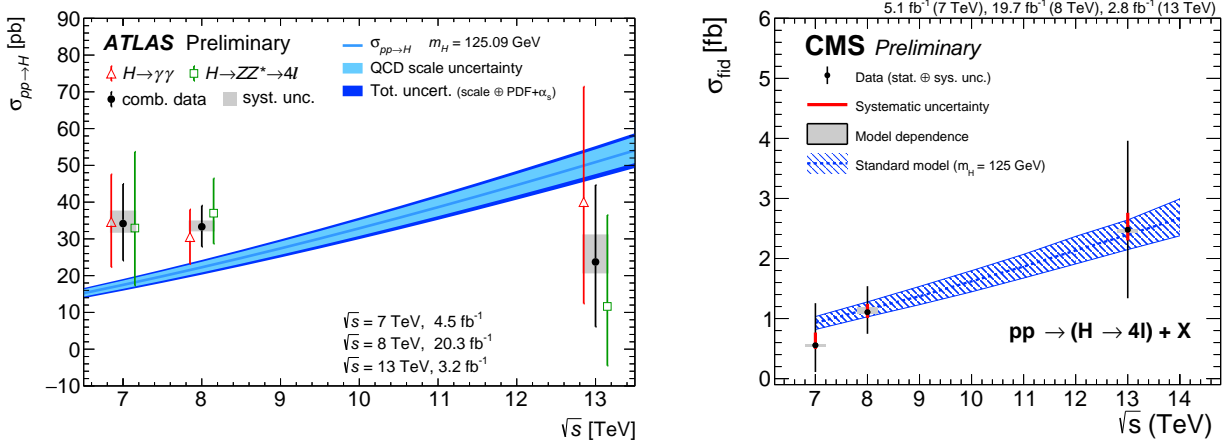 ATLAS Preliminary
H→γγ H→ZZ*→4l
comb. data syst. unc.
σpp→H mH = 125.09 GeV
QCD scale uncertainty
Tot. uncert. (scale ⊕ PDF+αs)
σpp→H [pb]
90
80
70
60
50
40
30
20
10
0
−10
√s = 7 TeV, 4.5 fb-1
√s = 8 TeV, 20.3 fb-1
√s = 13 TeV, 3.2 fb-1
7 8 9 10 11 12 13
√s [TeV]
5.1 fb-1 (7 TeV), 19.7 fb-1 (8 TeV), 2.8 fb-1 (13 TeV)
CMS Preliminary
Data (stat. ⊕ sys. unc.)
Systematic uncertainty
Model dependence
Standard model (mH = 125 GeV)
σfid [fb]
6
5
4
3
2
1
0
pp → (H → 4l) + X
7 8 9 10 11 12 13 14 15
√s (TeV)